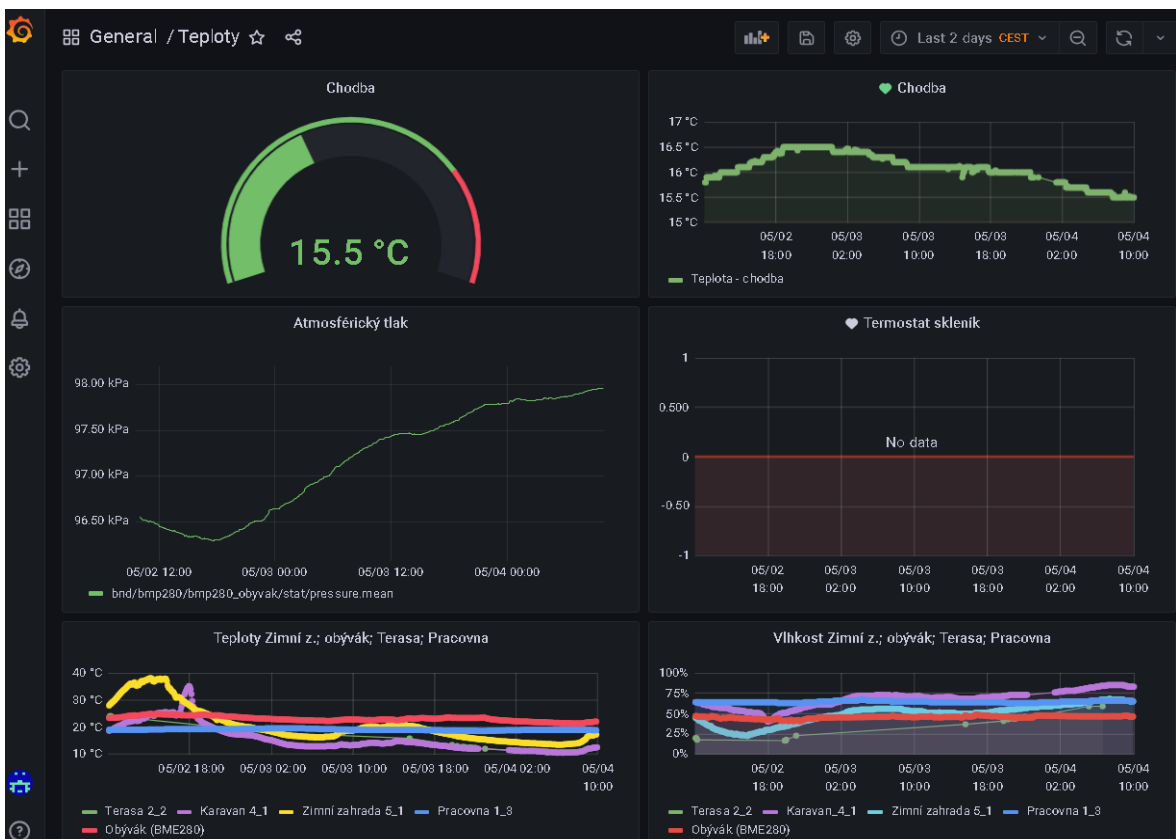 General / Teploty
Last 2 days CEST
Chodba
15.5 °C
Chodba
17 °C
16.5 °C
16 °C
15.5 °C
15 °C
05/02 05/03 05/03 05/03 05/04 05/04
18:00 02:00 10:00 18:00 02:00 10:00
Teplota - chodba
Atmosférický tlak
98.00 kPa
97.50 kPa
97.00 kPa
96.50 kPa
05/02 12:00 05/03 00:00 05/03 12:00 05/04 00:00
bnd/bmp280/bmp280_obyvak/stat/pressure.mean
Termostat skleník
1
0.500
No data
0
-0.50
-1
05/02 05/03 05/03 05/03 05/04 05/04
18:00 02:00 10:00 18:00 02:00 10:00
Teploty Zimní z.; obývák; Terasa; Pracovna
40 °C
30 °C
20 °C
10 °C
05/02 18:00 05/03 02:00 05/03 10:00 05/03 18:00 05/04 02:00 05/04
10:00
Terasa 2_2 Karavan 4_1 Zimní zahrada 5_1 Pracovna 1_3
Obývák (BME280)
Vlhkost Zimní z.; obývák; Terasa; Pracovna
100%
75%
50%
25%
0%
05/02 05/03 05/03 05/03 05/04 05/04
18:00 02:00 10:00 18:00 02:00 10:00
Terasa 2_2 Karavan_4_1 Zimní zahrada 5_1 Pracovna 1_3
Obývák (BME280)